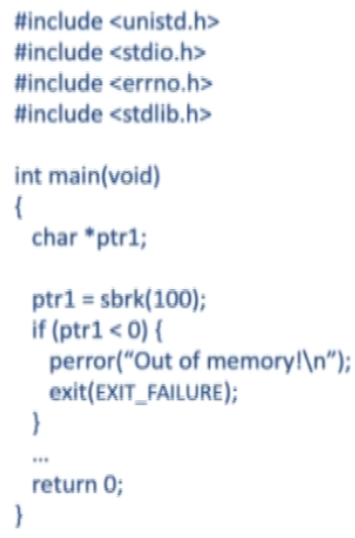 #include <unistd.h>
#include <stdio.h>
#include <errno.h>
#include <stdlib.h>

int main(void)
{
  char *ptr1;

  ptr1 = sbrk(100);
  if (ptr1 < 0) {
    perror(“Out of memory!\n”);
    exit(EXIT_FAILURE);
  }
  ...
  return 0;
}